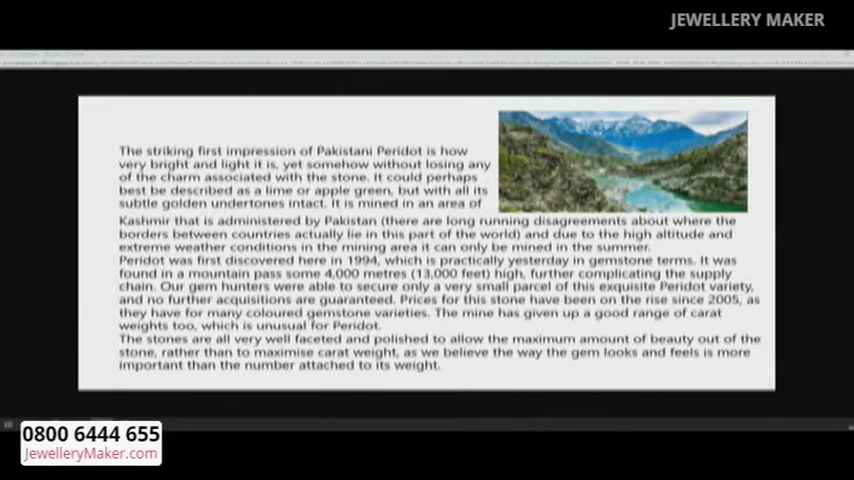 JEWELLERY MAKER
The striking first impression of Pakistani Peridot is how
very bright and light it is, yet somehow without losing any
of the charm associated with the stone. It could perhaps
best be described as a lime or apple green, but with all its
subtle golden undertones intact. It is mined in an area of
Kashmir that is administered by Pakistan (there are long running disagreements about where the
borders between countries actually lie in this part of the world) and due to the high altitude and
extreme weather conditions in the mining area it can only be mined in the summer.
Peridot was first discovered here in 1994, which is practically yesterday in gemstone terms. It was
found in a mountain pass some 4,000 metres (13,000 feet) high, further complicating the supply
chain. Our gem hunters were able to secure only a very small parcel of this exquisite Peridot variety,
and no further acquisitions are guaranteed. Prices for this stone have been on the rise since 2005, as
they have for many coloured gemstone varieties. The mine has given up a good range of carat
weights too, which is unusual for Peridot.
The stones are all very well faceted and polished to allow the maximum amount of beauty out of the
stone, rather than to maximise carat weight, as we believe the way the gem looks and feels is more
important than the number attached to its weight.
0800 6444 655
JewelleryMaker.com